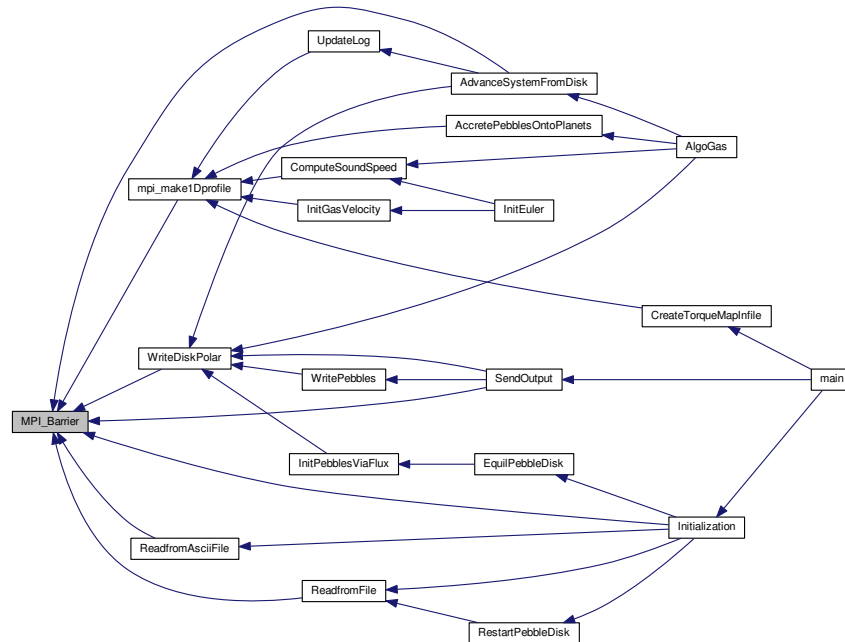 UpdateLog
AdvanceSystemFromDisk
AccretePebblesOntoPlanets
AlgoGas
ComputeSoundSpeed
mpi_make1Dprofile
InitGasVelocity
InitEuler
CreateTorqueMapInfile
WriteDiskPolar
WritePebbles
SendOutput
main
MPI_Barrier
InitPebblesViaFlux
EquilPebbleDisk
Initialization
ReadfromAsciiFile
ReadfromFile
RestartPebbleDisk